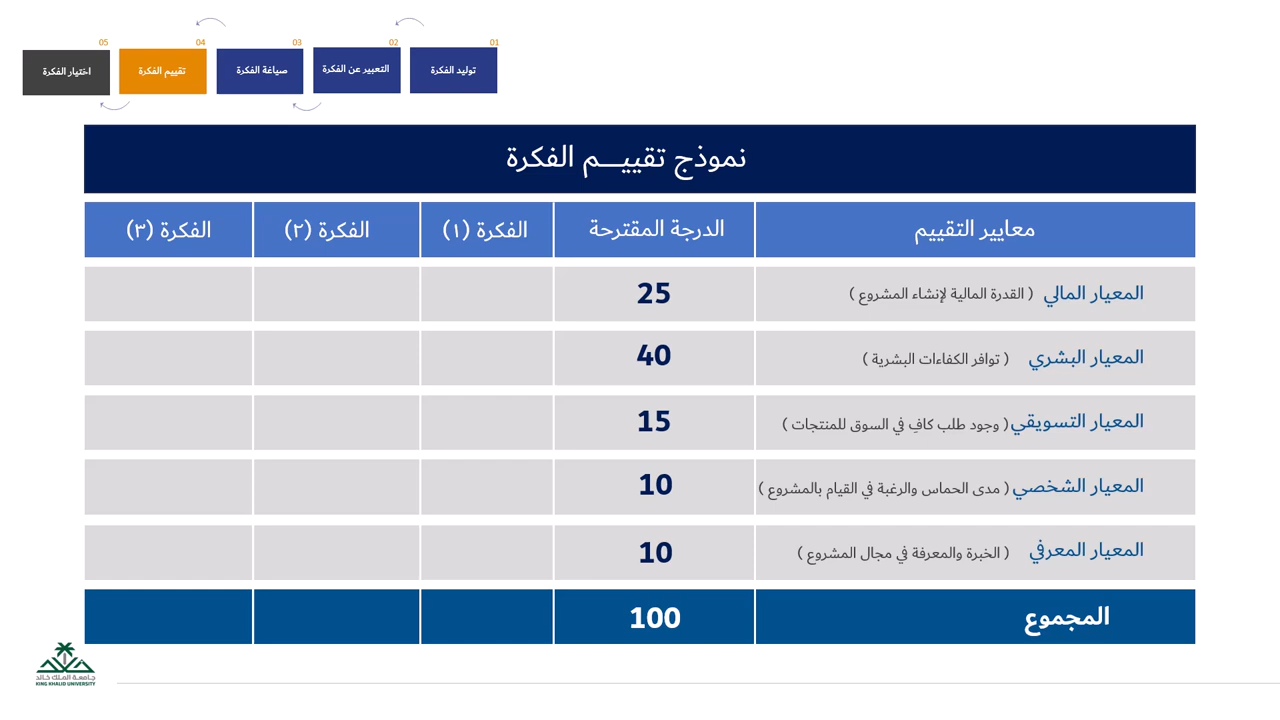 01
توليد الفكرة
02
التعبير عن الفكرة
03
صياغة الفكرة
04
تقييم الفكرة
05
اختيار الفكرة
نموذج تقييـــم الفكرة
معايير التقييم الدرجة المقترحة الفكرة (١) الفكرة (٢) الفكرة (٣)
المعيار المالي ( القدرة المالية لإنشاء المشروع ) 25
المعيار البشري ( توافر الكفاءات البشرية ) 40
المعيار التسويقي ( وجود طلب كافِ في السوق للمنتجات ) 15
المعيار الشخصي ( مدى الحماس والرغبة في القيام بالمشروع ) 10
المعيار المعرفي ( الخبرة والمعرفة في مجال المشروع ) 10
المجموع 100
جامعة الملك خالد
KING KHALID UNIVERSITY